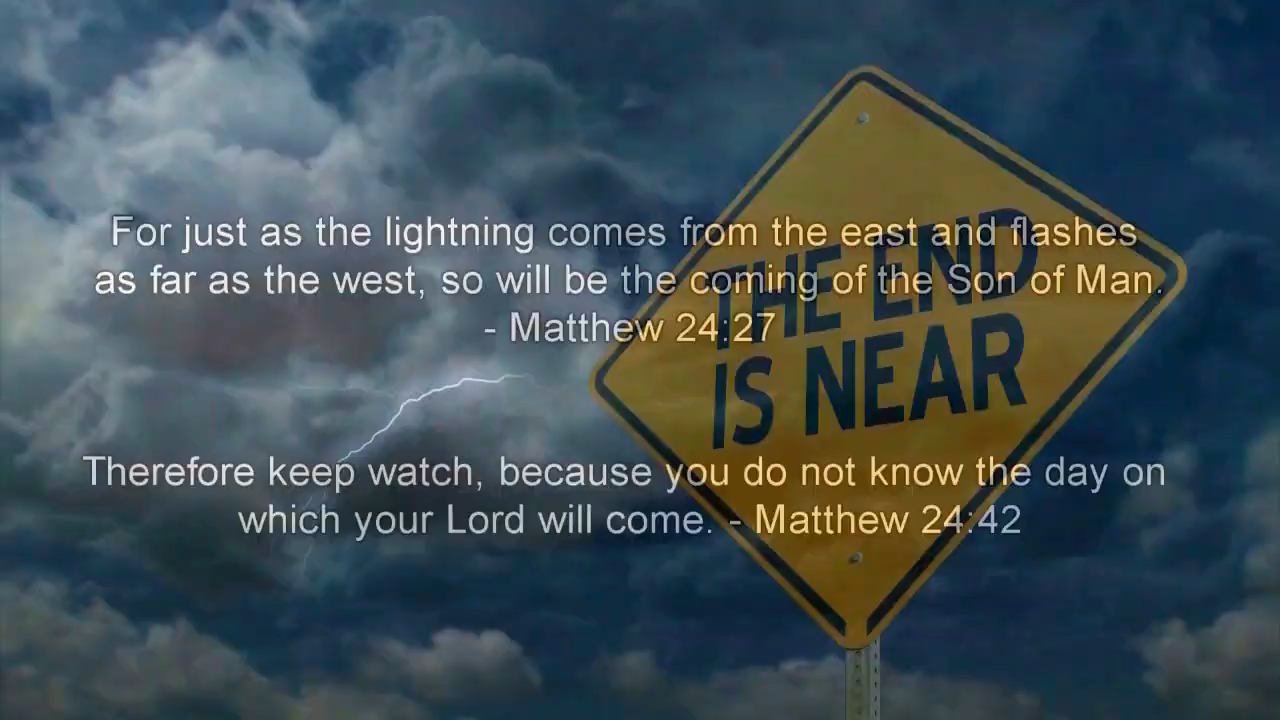 For just as the lightning comes from the east and flashes
as far as the west, so will be the coming of the Son of Man.
- Matthew 24:27
THE END
IS NEAR
Therefore keep watch, because you do not know the day on
which your Lord will come. - Matthew 24:42